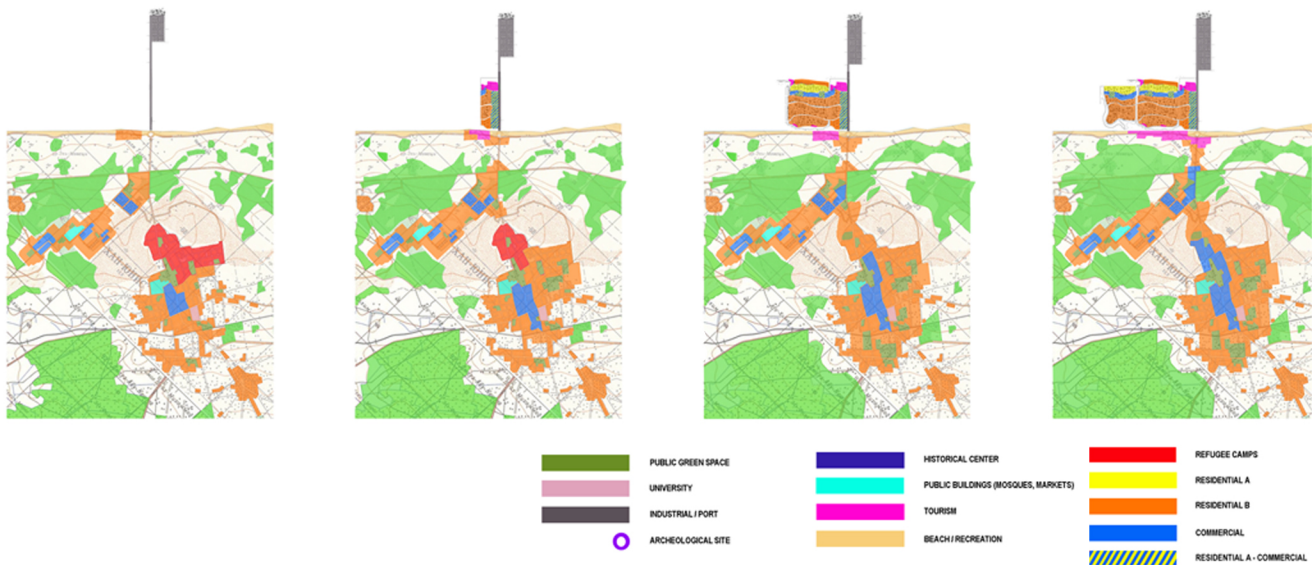 PUBLIC GREEN SPACE
UNIVERSITY
INDUSTRIAL / PORT
ARCHEOLOGICAL SITE
HISTORICAL CENTER
PUBLIC BUILDINGS (MOSQUES, MARKETS)
TOURISM
BEACH / RECREATION
REFUGEE CAMPS
RESIDENTIAL A
RESIDENTIAL B
COMMERCIAL
RESIDENTIAL A - COMMERCIAL